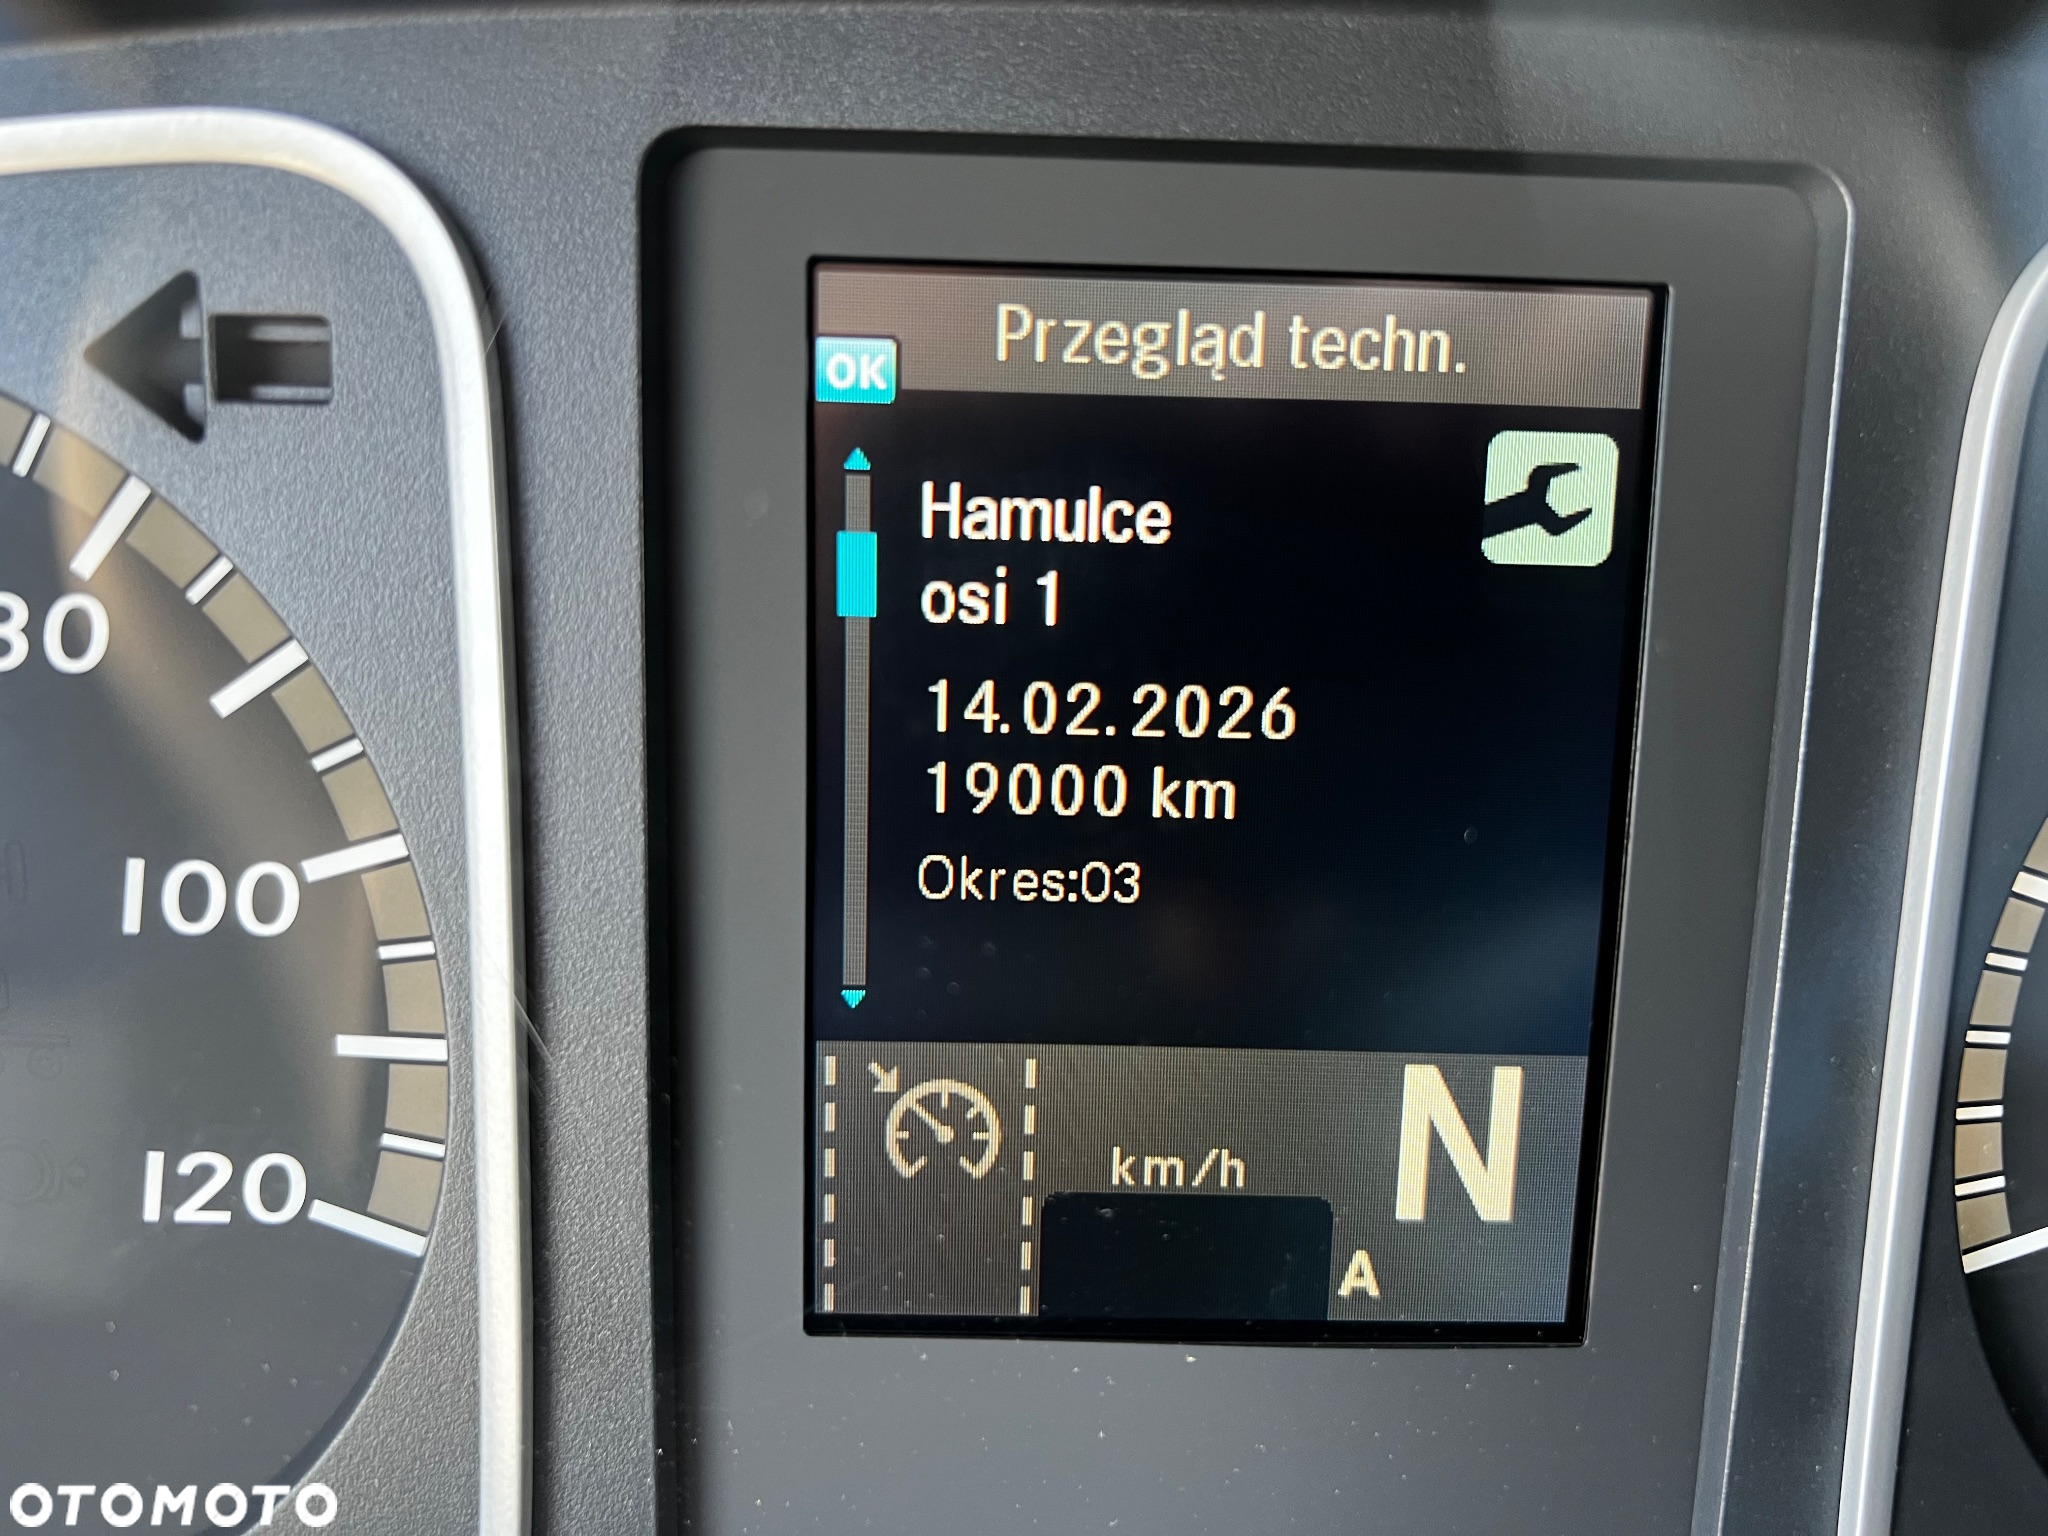 Przegląd techn.
OK
Hamulce
osi 1
14.02.2026
19000 km
Okres:03
km/h
N
A
80
100
120
OTOMOTO